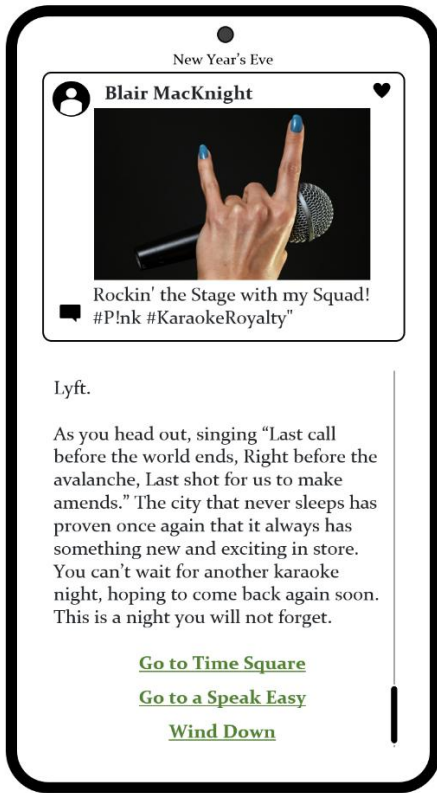 New Year's Eve
Blair MacKnight
Rockin' the Stage with my Squad!
#P!nk #KaraokeRoyalty"
Lyft.
As you head out, singing “Last call
before the world ends, Right before the
avalanche, Last shot for us to make
amends.” The city that never sleeps has
proven once again that it always has
something new and exciting in store.
You can’t wait for another karaoke
night, hoping to come back again soon.
This is a night you will not forget.
Go to Time Square
Go to a Speak Easy
Wind Down